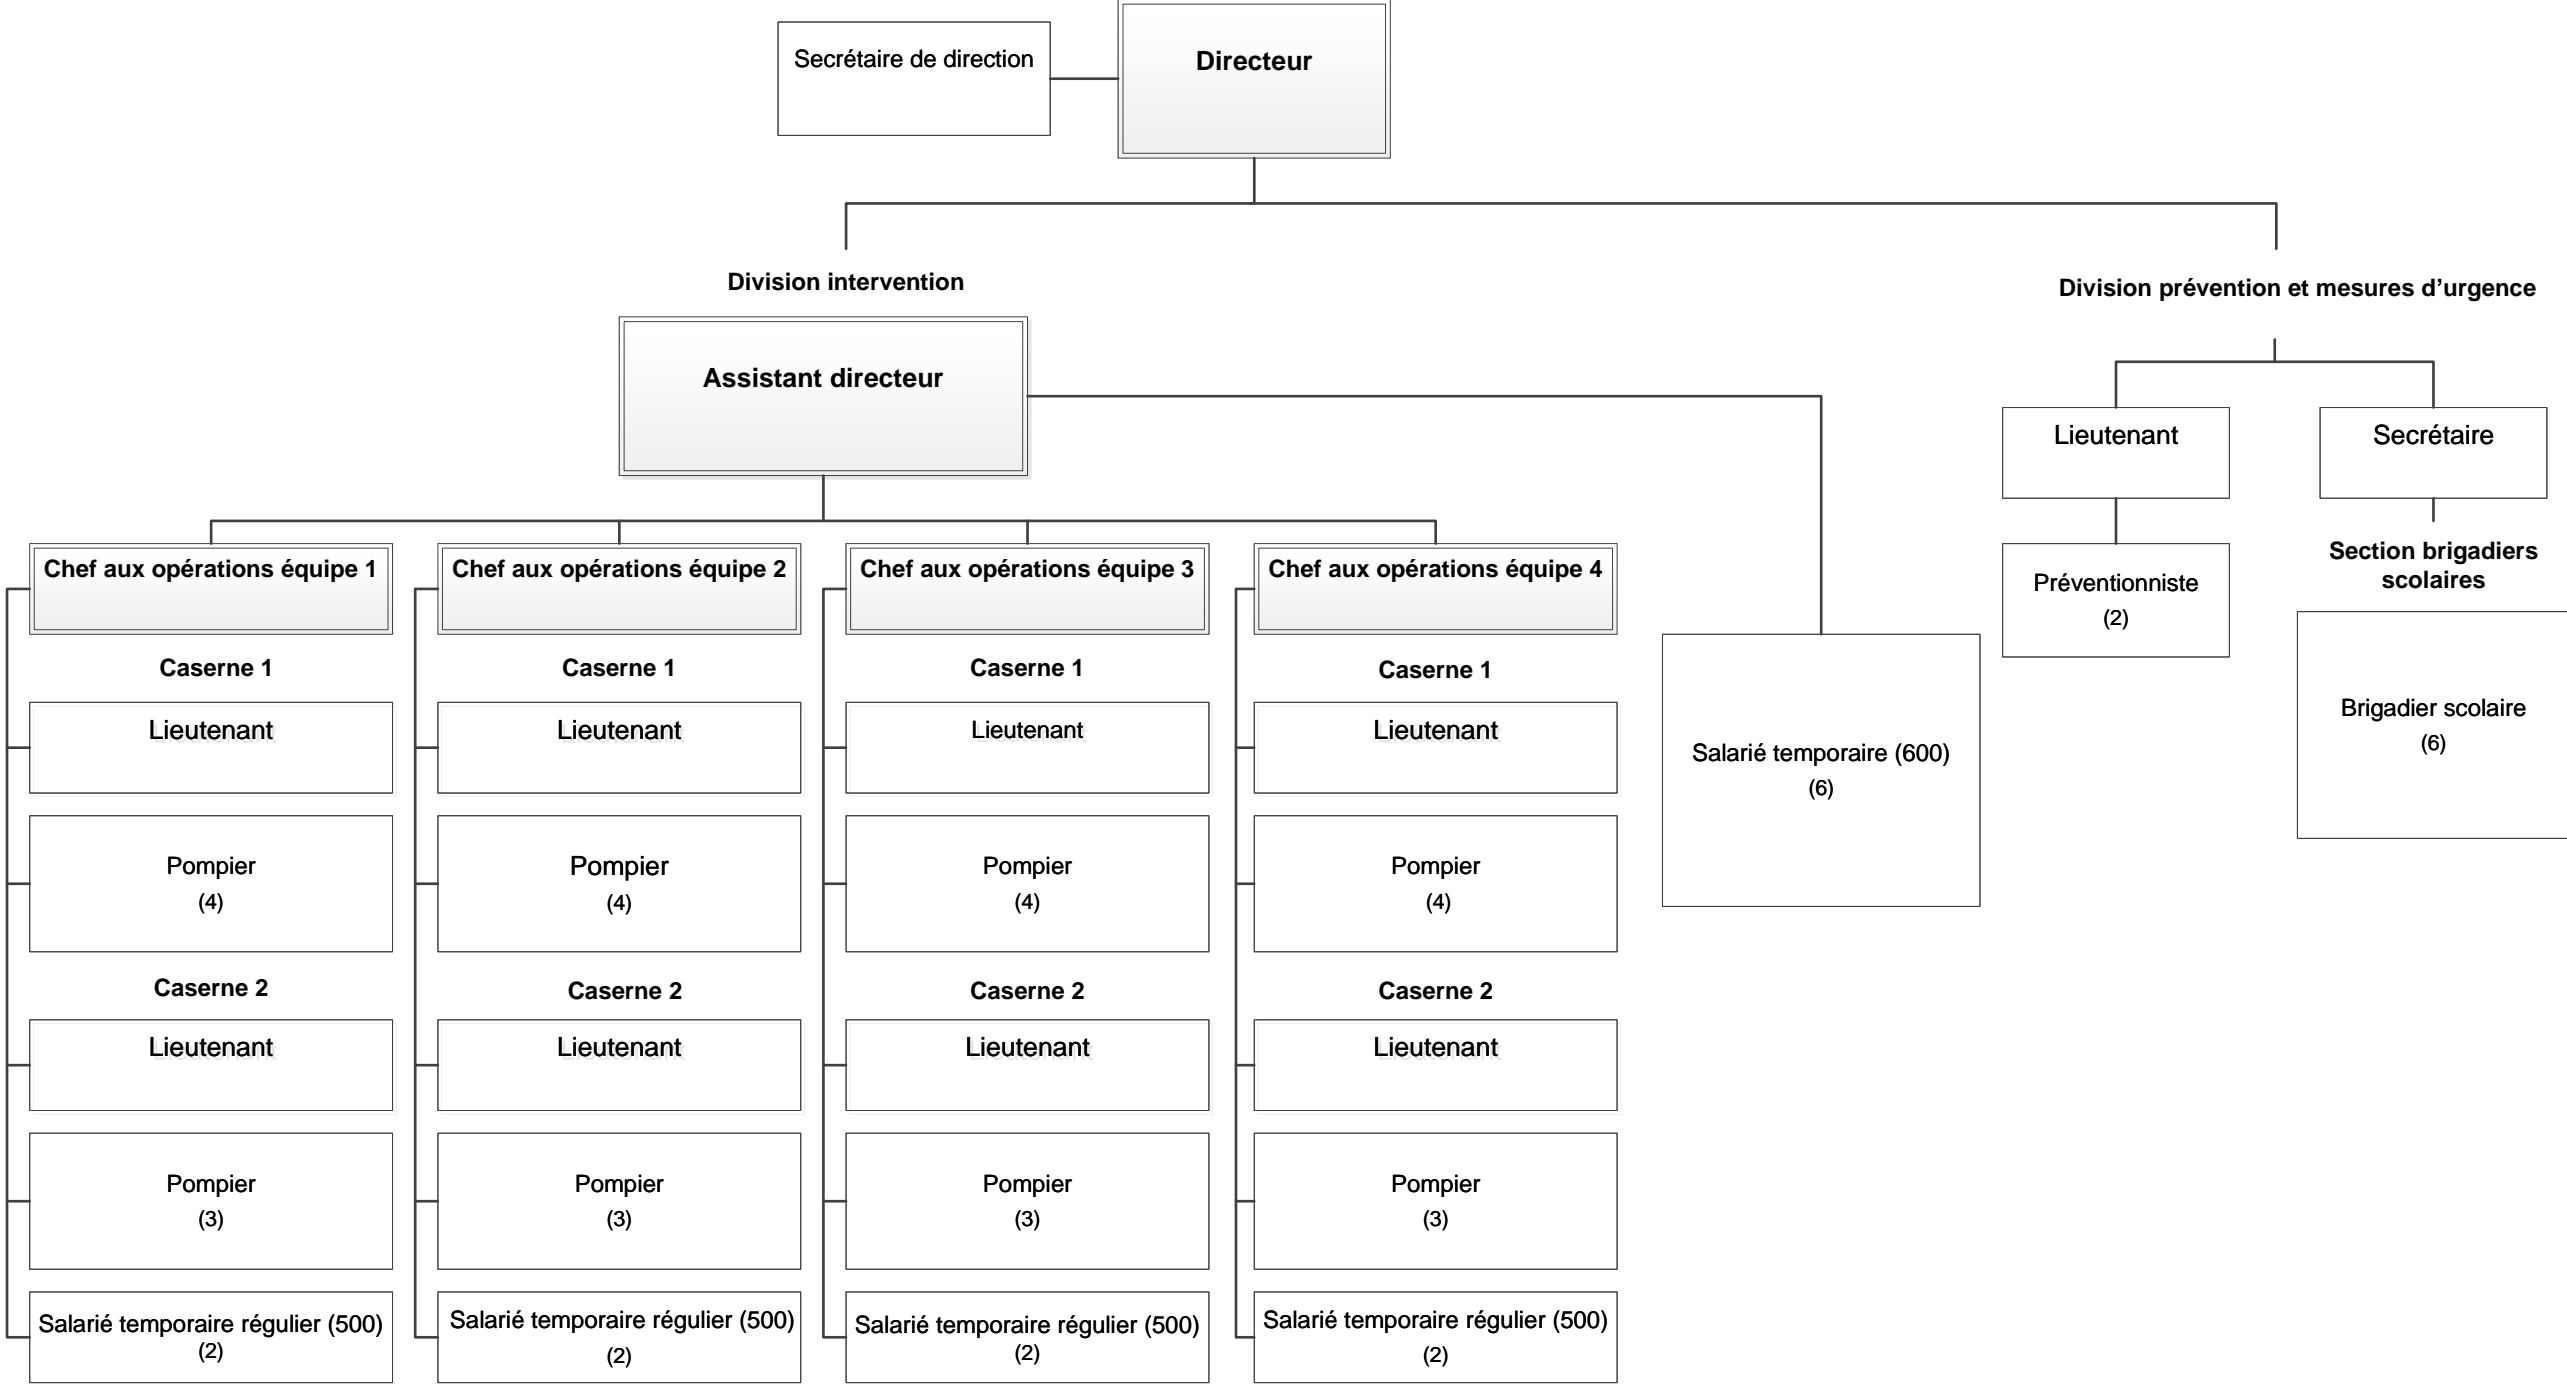 Secrétaire de direction
Directeur
Division intervention
Division prévention et mesures d’urgence
Assistant directeur
Lieutenant
Secrétaire
Préventionniste
(2)
Section brigadiers
scolaires
Brigadier scolaire
(6)
Salarié temporaire (600)
(6)
Chef aux opérations équipe 1
Caserne 1
Lieutenant
Pompier
(4)
Caserne 2
Lieutenant
Pompier
(3)
Salarié temporaire régulier (500)
(2)
Chef aux opérations équipe 2
Caserne 1
Lieutenant
Pompier
(4)
Caserne 2
Lieutenant
Pompier
(3)
Salarié temporaire régulier (500)
(2)
Chef aux opérations équipe 3
Caserne 1
Lieutenant
Pompier
(4)
Caserne 2
Lieutenant
Pompier
(3)
Salarié temporaire régulier (500)
(2)
Chef aux opérations équipe 4
Caserne 1
Lieutenant
Pompier
(4)
Caserne 2
Lieutenant
Pompier
(3)
Salarié temporaire régulier (500)
(2)